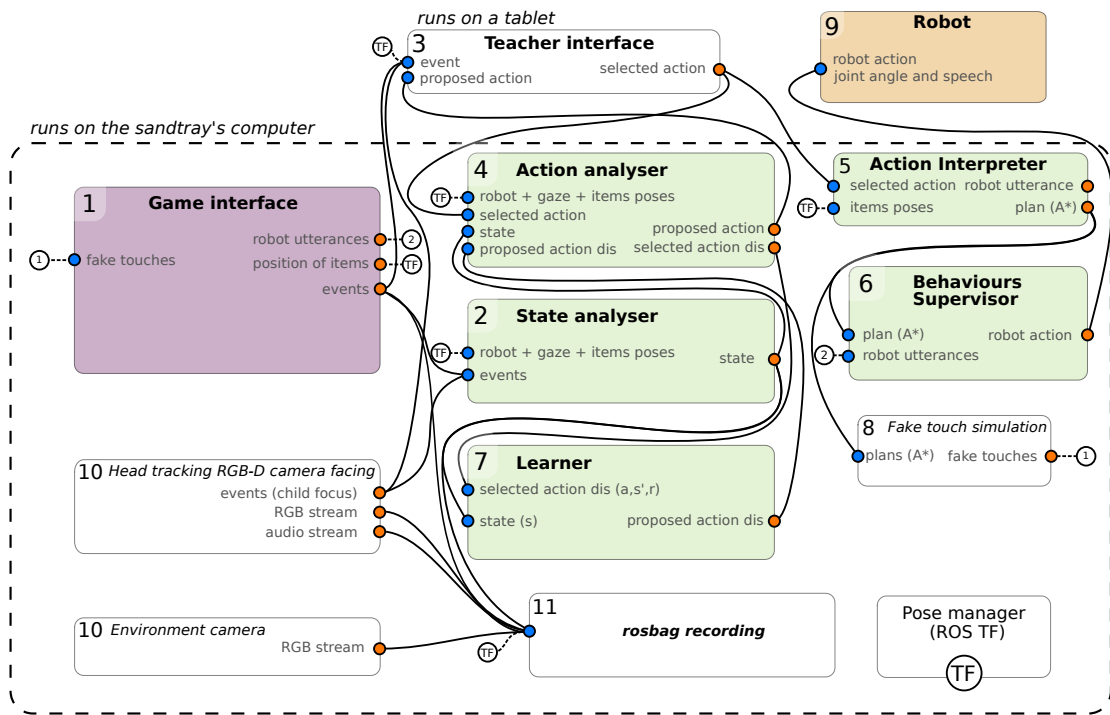 runs on a tablet
3
Teacher interface
TF
event
proposed action
selected action
9
Robot
robot action
joint angle and speech
runs on the sandtray's computer
1
Game interface
robot utterances
2
position of items
TF
events
1
fake touches
4
Action analyser
TF
robot + gaze + items poses
selected action
state
proposed action dis
proposed action
selected action dis
5
Action Interpreter
selected action
robot utterance
TF
items poses
plan (A*)
2
State analyser
TF
robot + gaze + items poses
events
state
6
Behaviours
Supervisor
plan (A*)
2
robot utterances
robot action
10
Head tracking RGB-D camera facing
events (child focus)
RGB stream
audio stream
7
Learner
selected action dis (a,s',r)
state (s)
proposed action dis
8
Fake touch simulation
plans (A*)
fake touches
1
10
Environment camera
RGB stream
11
rosbag recording
TF
Pose manager
(ROS TF)
TF